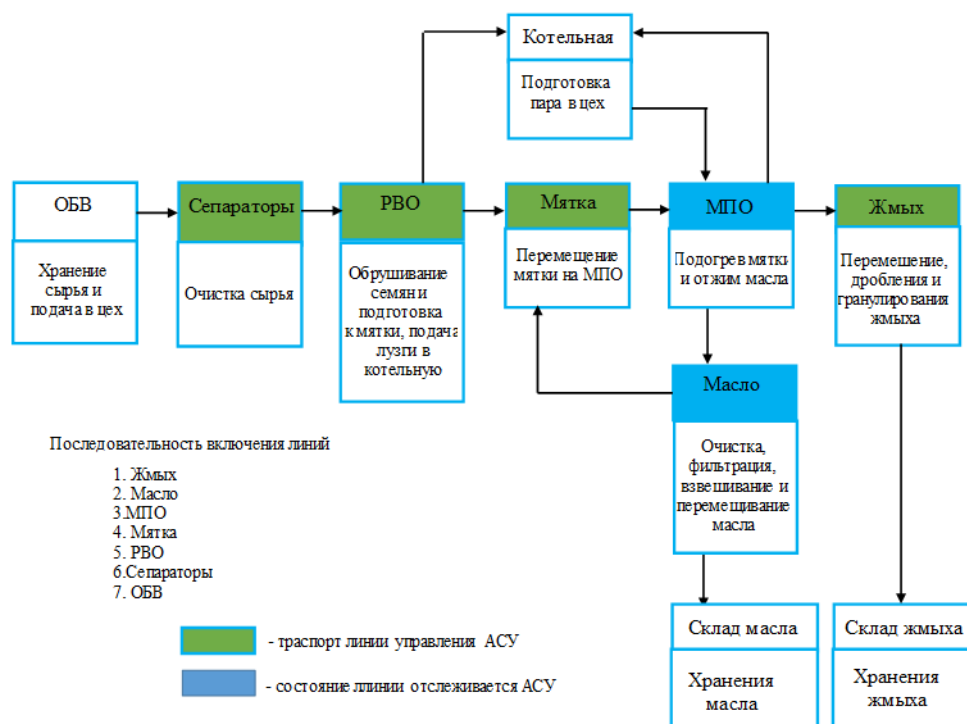 Котельная
Подготовка
пара в цех
ОБВ
Хранение
сырья и
подача в цех
Сепараторы
Очистка сырья
РВО
Обрушивание
семян и
подготовка
к мятки, подача
лузги в
котельную
Мятка
Перемещение
мятки на МПО
МПО
Подогрев мятки
и отжим масла
Жмых
Перемешение,
дробления и
гранулирования
жмыха
Масло
Очистка,
фильтрация,
взвешивание и
перемещивание
масла
Последовательность включения линий
1. Жмых
2. Масло
3.МПО
4. Мятка
5. РВО
6.Сепараторы
7. ОБВ
- траспорт линии управления АСУ
- состояние ллинии отслеживается АСУ
Склад масла
Хранения
масла
Склад жмыха
Хранения
жмыха